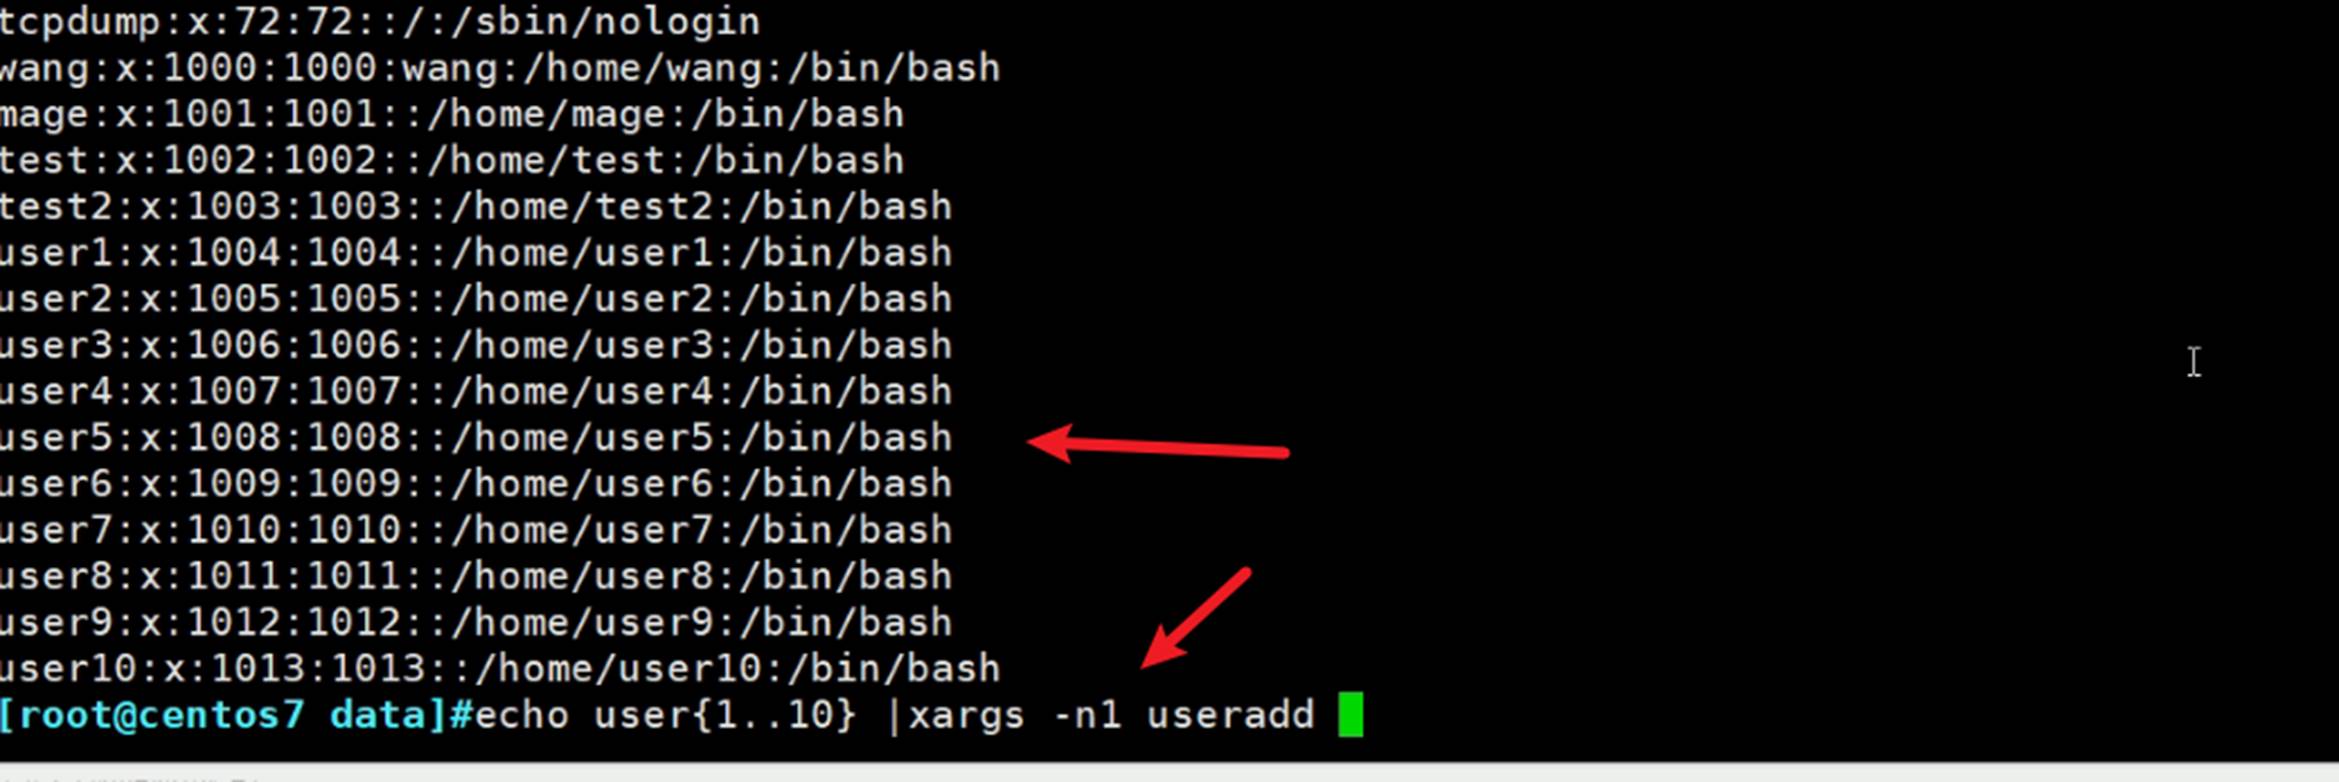 tcpdump:x:72:72::/:/sbin/nologin
wang:x:1000:1000:wang:/home/wang:/bin/bash
mage:x:1001:1001::/home/mage:/bin/bash
test:x:1002:1002::/home/test:/bin/bash
test2:x:1003:1003::/home/test2:/bin/bash
user1:x:1004:1004::/home/user1:/bin/bash
user2:x:1005:1005::/home/user2:/bin/bash
user3:x:1006:1006::/home/user3:/bin/bash
user4:x:1007:1007::/home/user4:/bin/bash
user5:x:1008:1008::/home/user5:/bin/bash
user6:x:1009:1009::/home/user6:/bin/bash
user7:x:1010:1010::/home/user7:/bin/bash
user8:x:1011:1011::/home/user8:/bin/bash
user9:x:1012:1012::/home/user9:/bin/bash
user10:x:1013:1013::/home/user10:/bin/bash
[root@centos7 data]#echo user{1..10} |xargs -n1 useradd